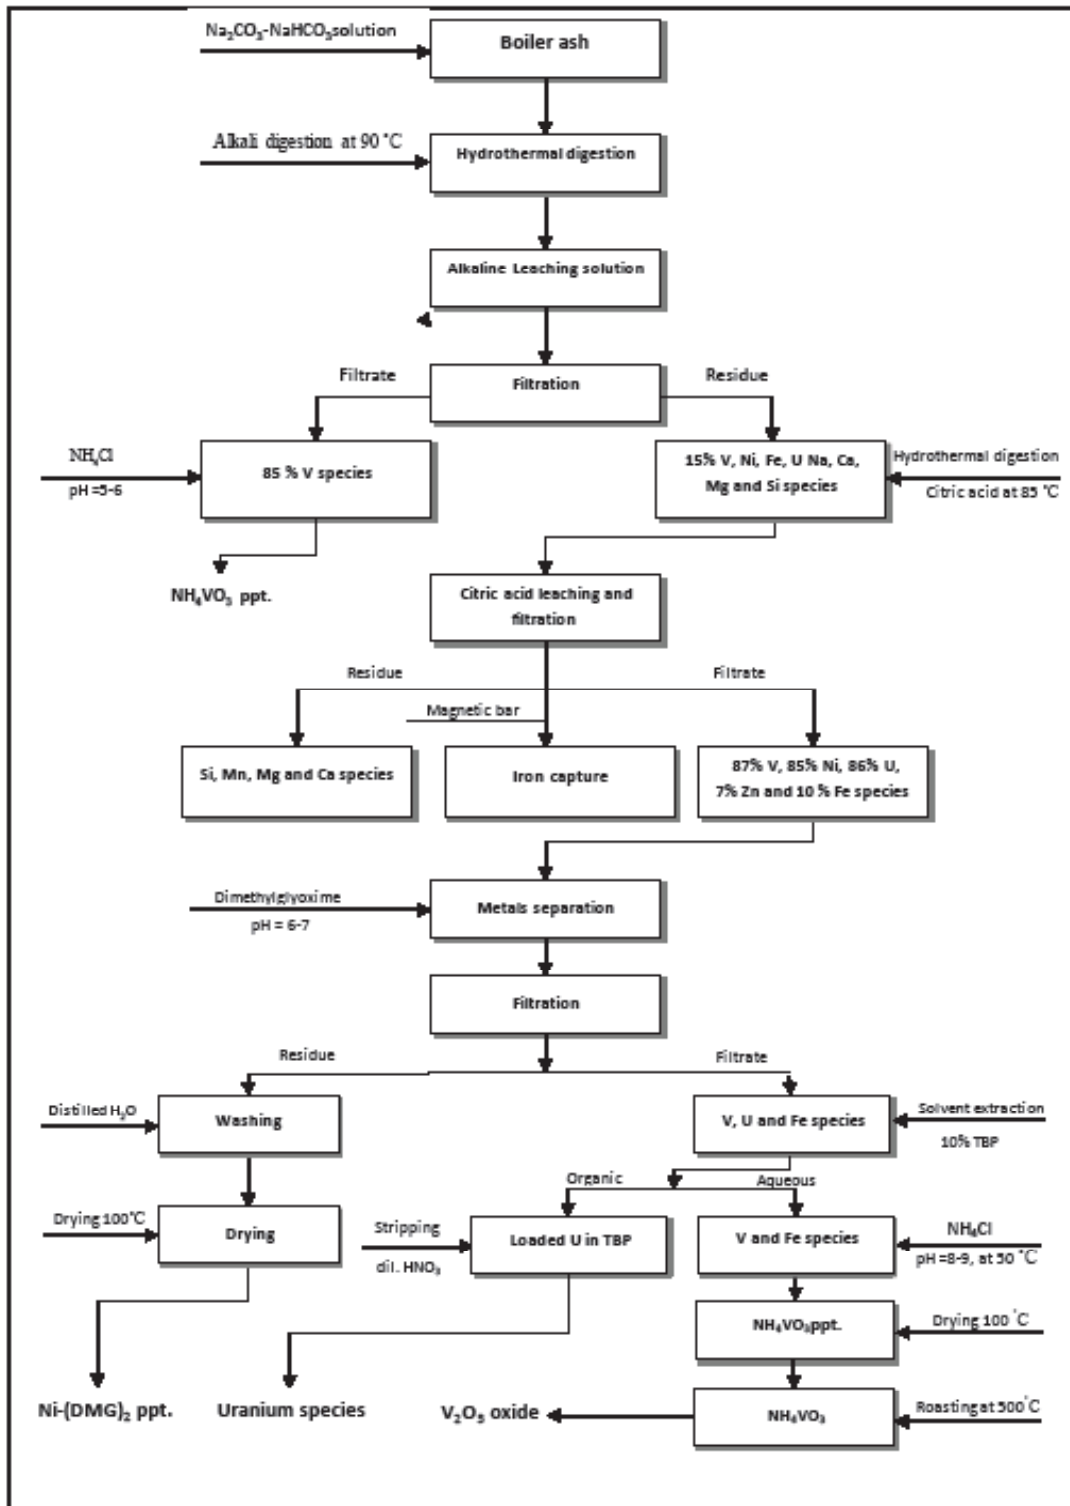 Na₂CO₃-NaHCO₃solution
Boiler ash
Alkali digestion at 90 °C
Hydrothermal digestion
Alkaline Leaching solution
Filtrate
Filtration
Residue
NH₄Cl
pH =5-6
85 % V species
15% V, Ni, Fe, U Na, Ca,
Mg and Si species
Hydrothermal digestion
Citric acid at 85 °C
NH₄VO₃ ppt.
Citric acid leaching and
filtration
Residue
Filtrate
Magnetic bar
Si, Mn, Mg and Ca species
Iron capture
87% V, 85% Ni, 86% U,
7% Zn and 10 % Fe species
Dimethylglyoxime
pH = 6-7
Metals separation
Filtration
Residue
Filtrate
Distilled H₂O
Washing
V, U and Fe species
Solvent extraction
10% TBP
Organic
Aqueous
Drying 100°C
Drying
Stripping
dil. HNO₃
Loaded U in TBP
V and Fe species
NH₄Cl
pH =8-9, at 50 °C
NH₄VO₃ppt.
Drying 100 °C
Ni-(DMG)₂ ppt.
Uranium species
V₂O₅ oxide
NH₄VO₃
Roasting at 500°C